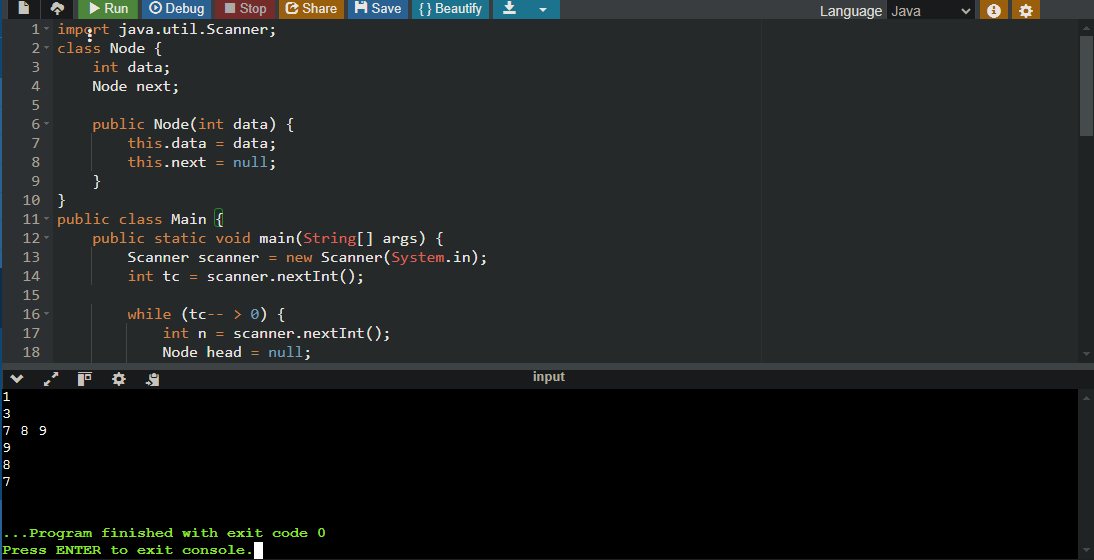 Run Debug Stop Share Save { } Beautify Language Java
1 import java.util.Scanner;
2 class Node {
3     int data;
4     Node next;
5
6     public Node(int data) {
7         this.data = data;
8         this.next = null;
9     }
10 }
11 public class Main {
12     public static void main(String[] args) {
13         Scanner scanner = new Scanner(System.in);
14         int tc = scanner.nextInt();
15
16         while (tc-- > 0) {
17             int n = scanner.nextInt();
18             Node head = null;
input
1
3
7 8 9
9
8
7
...Program finished with exit code 0
Press ENTER to exit console.